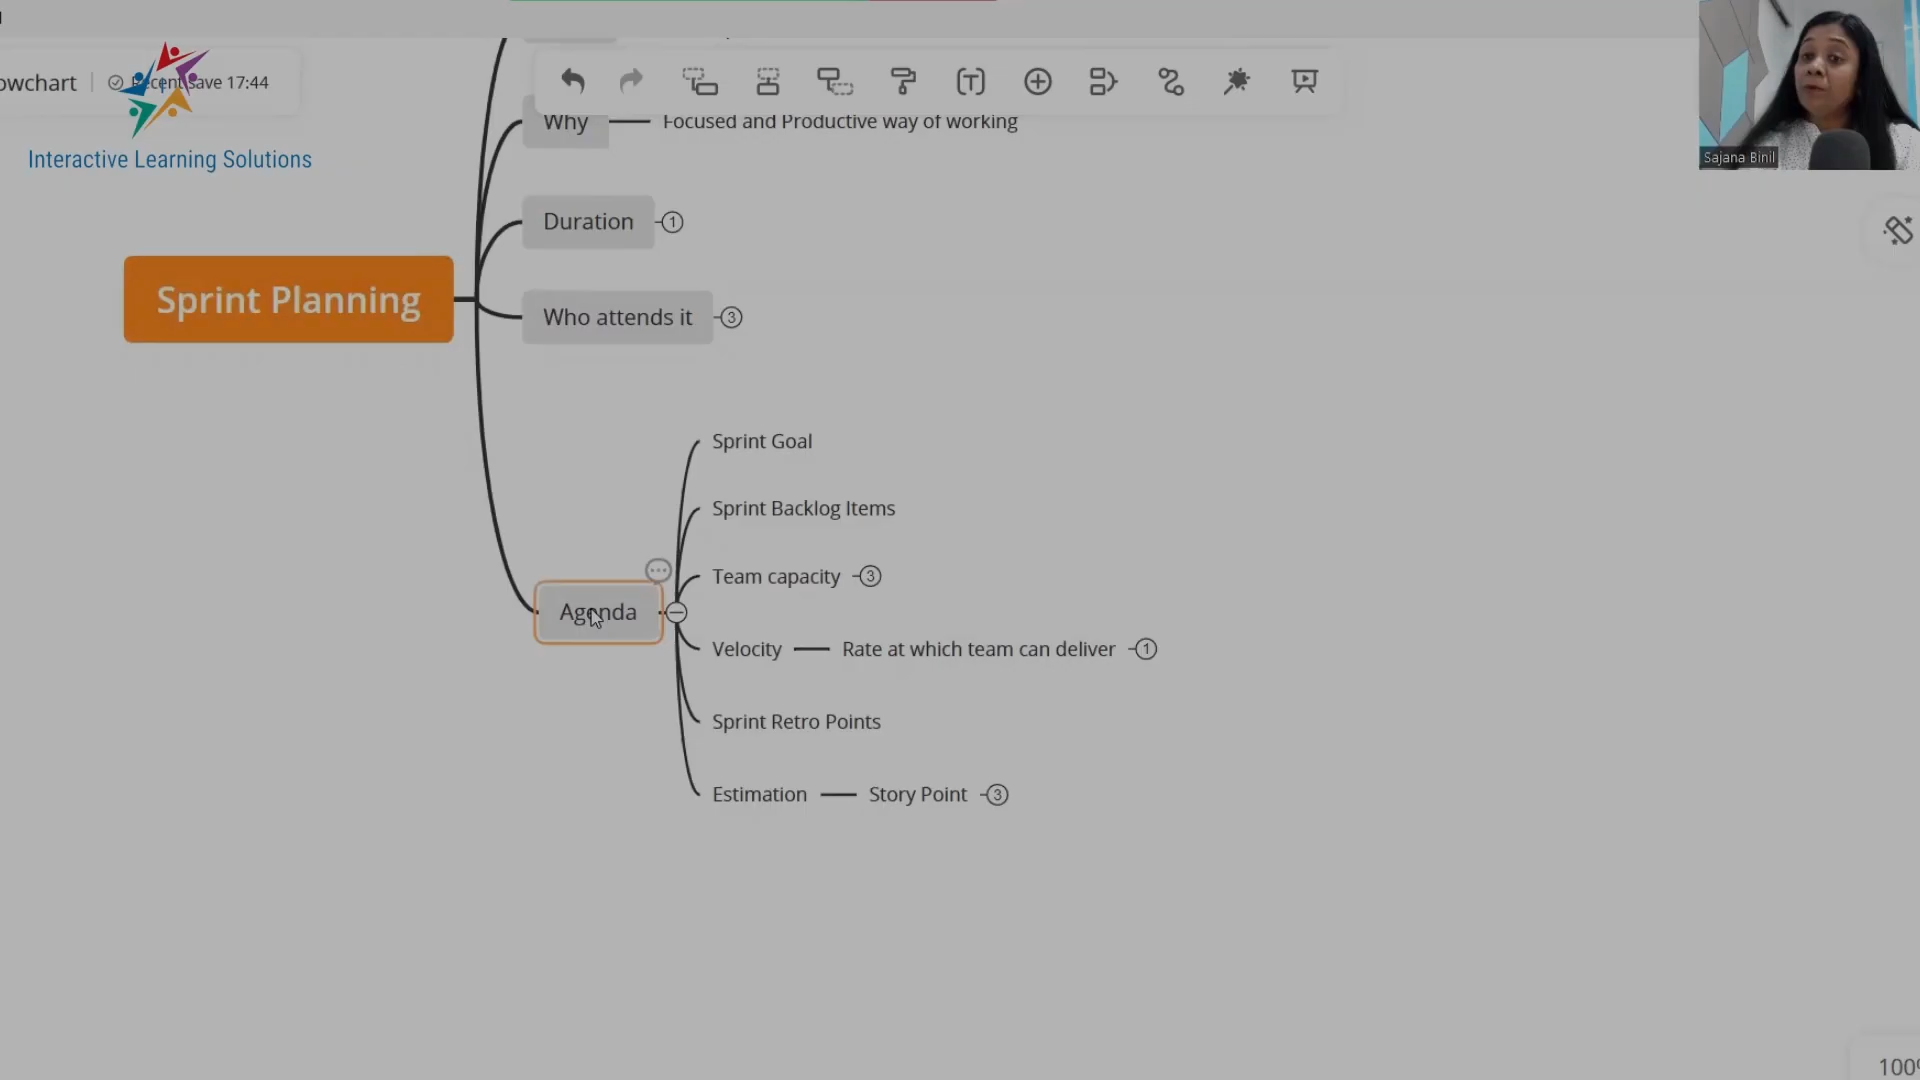 owchart
Recent save 17:44
Interactive Learning Solutions
Sajana Binil
Why
Focused and Productive way of working
Duration
1
Sprint Planning
Who attends it
3
Sprint Goal
Sprint Backlog Items
Team capacity
3
Agenda
Velocity
Rate at which team can deliver
1
Sprint Retro Points
Estimation
Story Point
3